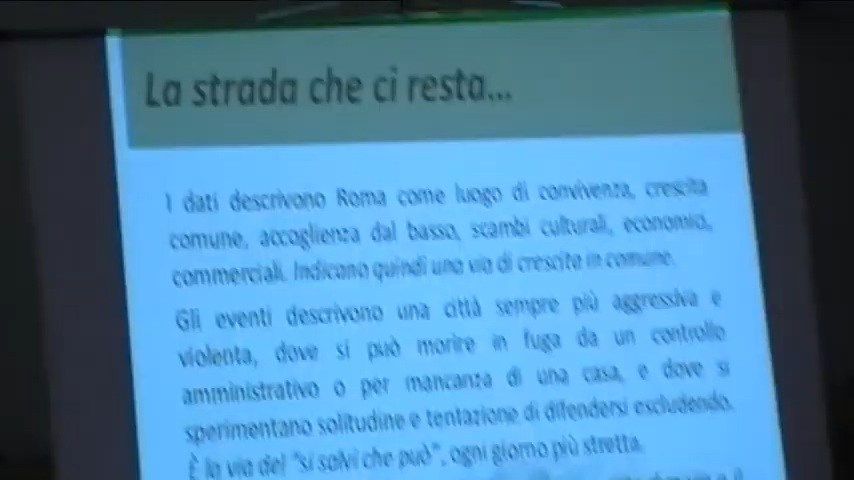 La strada che ci resta...
I dati descrivono Roma come luogo di convivenza, crescita
comune, accoglienza dal basso, scambi culturali, economici,
commerciali. Indicano quindi una via di crescita in comune.
Gli eventi descrivono una città sempre più aggressiva e
violenta, dove si può morire in fuga da un controllo
amministrativo o per mancanza di una casa, e dove si
sperimentano solitudine e tentazione di difendersi escludendo.
È la via del "si salvi che può", ogni giorno più stretta.